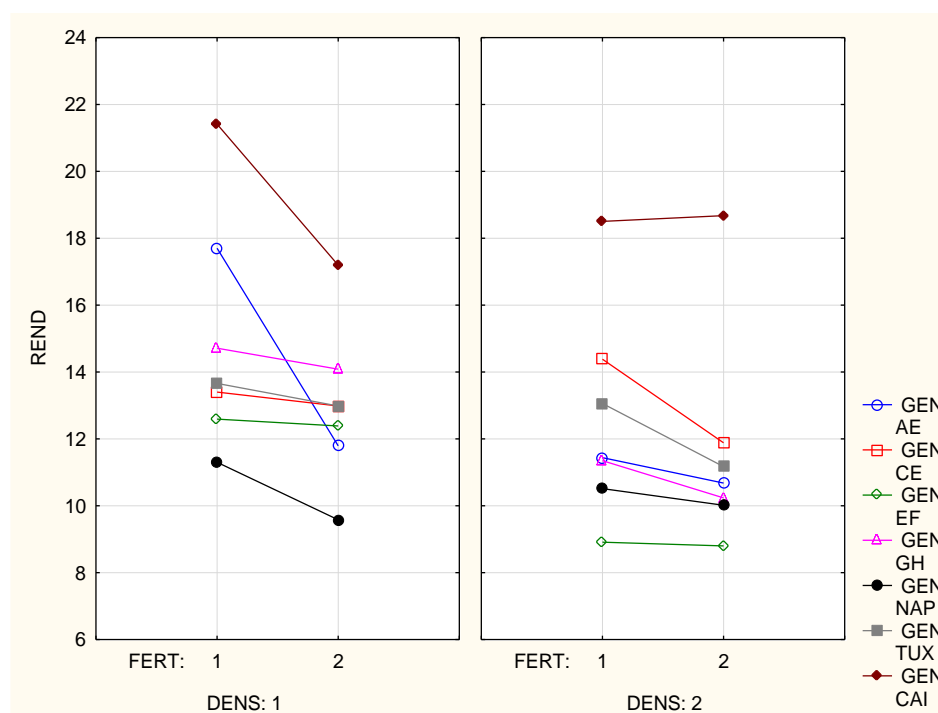 24
22
20
18
16
14
12
10
8
6
REND
FERT: 1 2
DENS: 1
1 2
DENS: 2
GEN
AE
GEN
CE
GEN
EF
GEN
GH
GEN
NAP
GEN
TUX
GEN
CAI